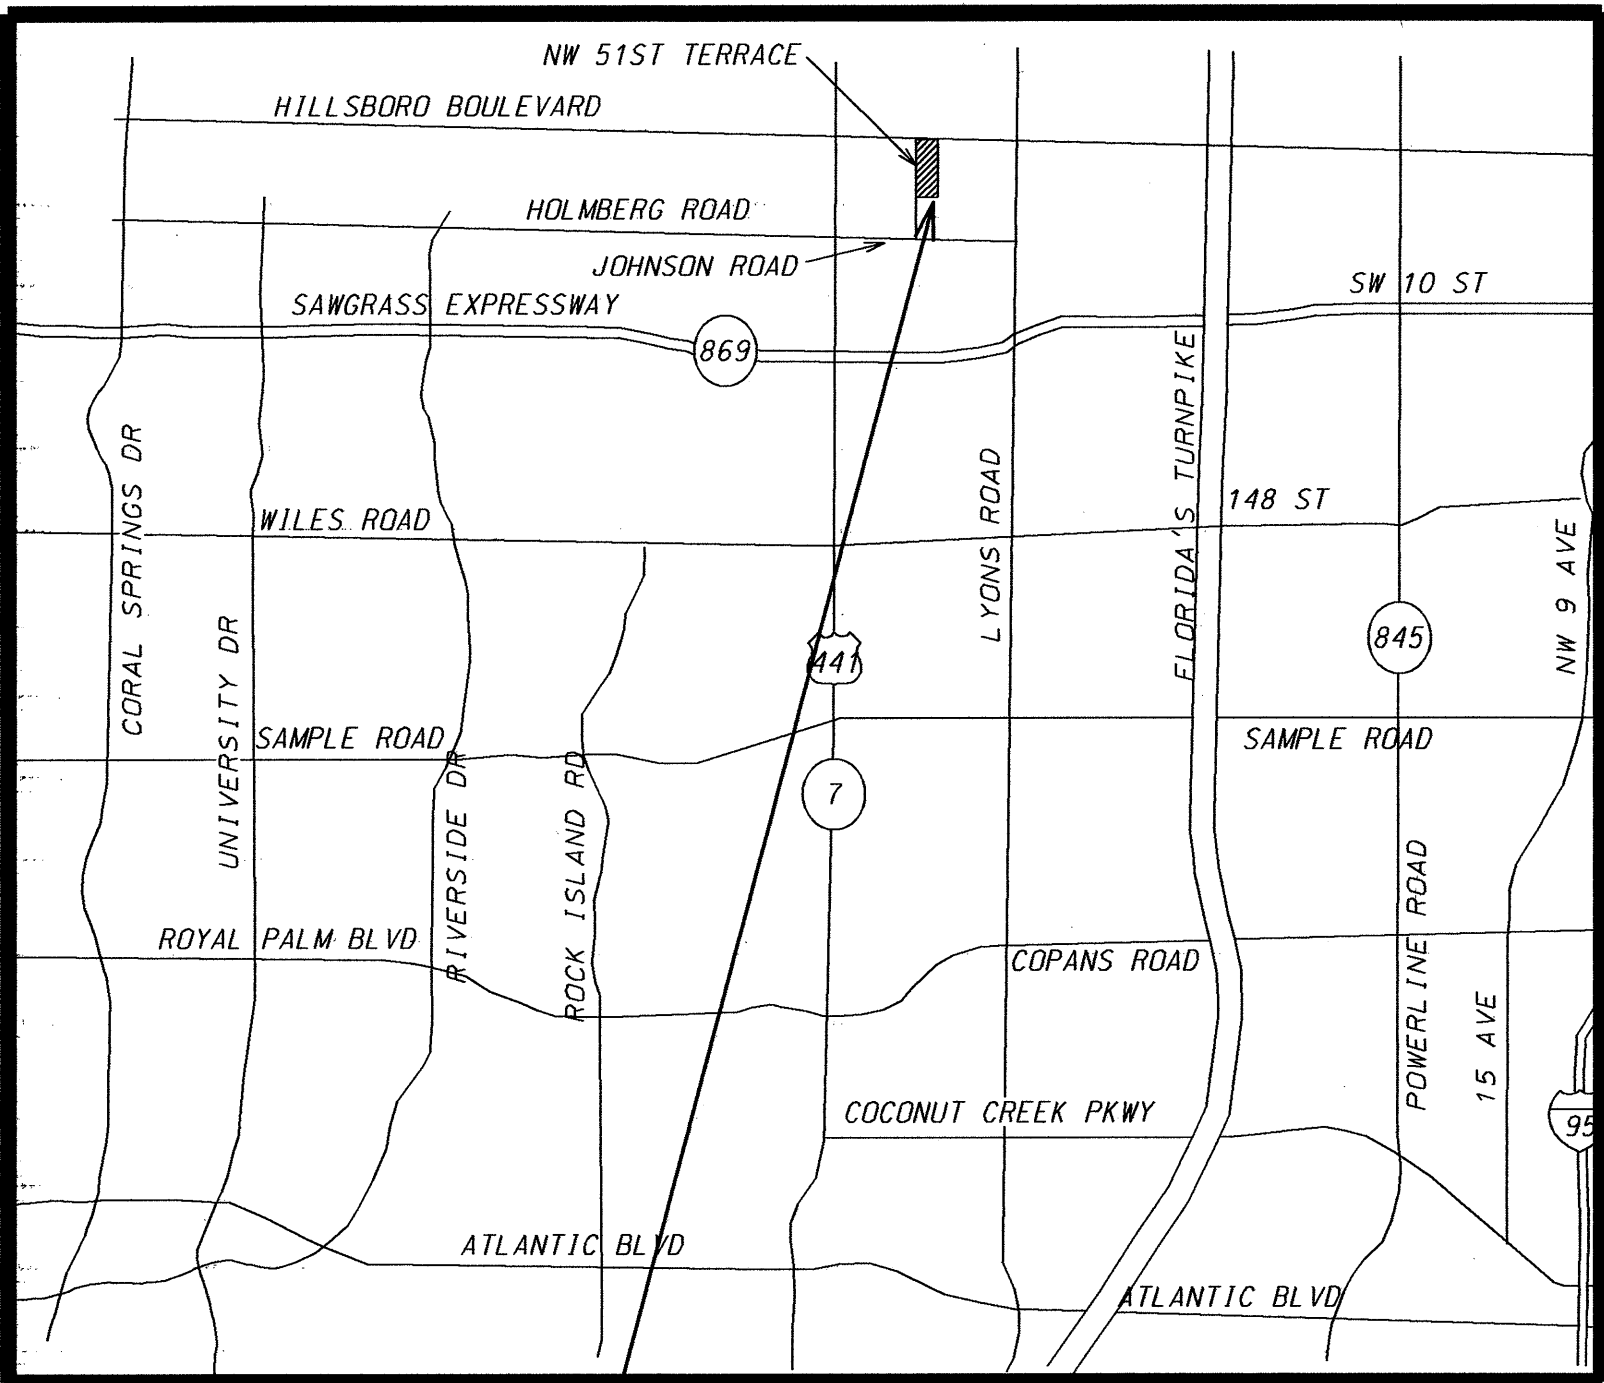 NW 51ST TERRACE
HILLSBORO BOULEVARD
HOLMBERG ROAD
JOHNSON ROAD
SW 10 ST
SAWGRASS EXPRESSWAY
869
CORAL SPRINGS DR
UNIVERSITY DR
WILES ROAD
LYONS ROAD
FLORIDA'S TURNPIKE
148 ST
NW 9 AVE
845
441
SAMPLE ROAD
SAMPLE ROAD
7
RIVERSIDE DR
ROCK ISLAND RD
POWERLINE ROAD
ROYAL PALM BLVD
COPANS ROAD
15 AVE
COCONUT CREEK PKWY
95
ATLANTIC BLVD
ATLANTIC BLVD